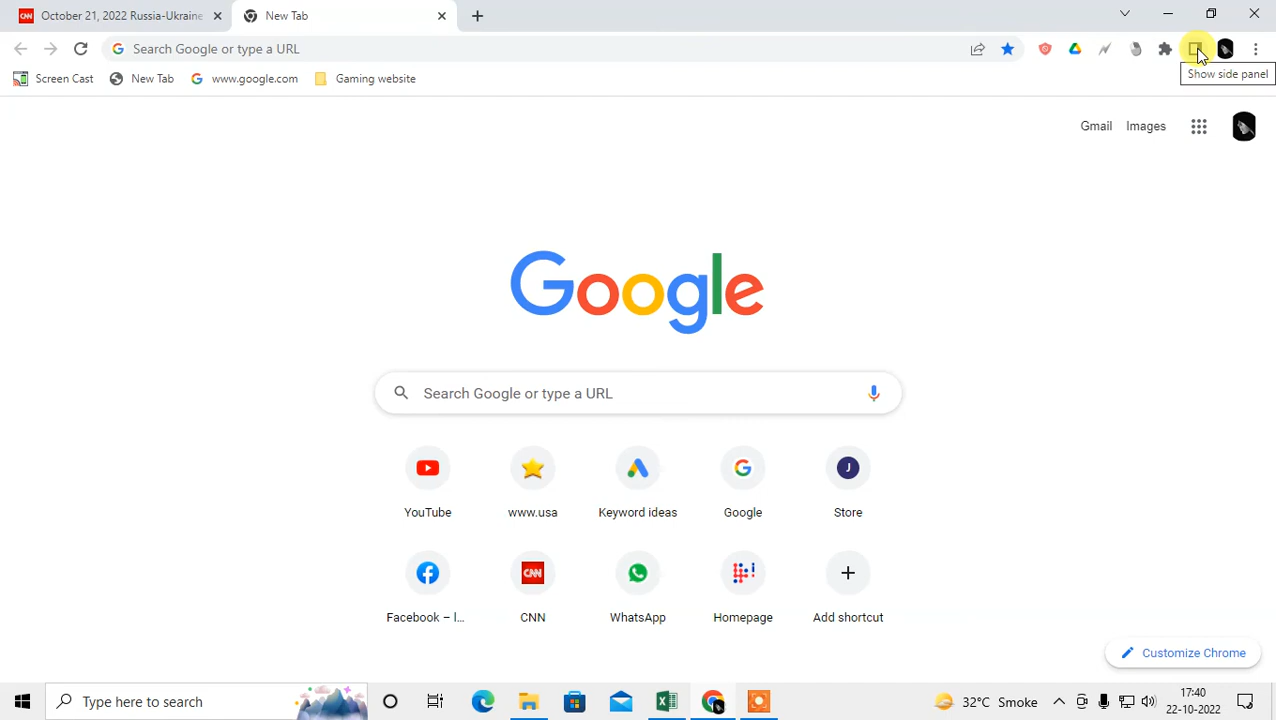 October 21, 2022 Russia-Ukraine
New Tab
Search Google or type a URL
Screen Cast
New Tab
www.google.com
Gaming website
Show side panel
Gmail
Images
Google
Search Google or type a URL
YouTube
www.usa
Keyword ideas
Google
J
Store
Facebook – l...
CNN
CNN
WhatsApp
Homepage
Add shortcut
Customize Chrome
Type here to search
32°C Smoke
17:40
22-10-2022